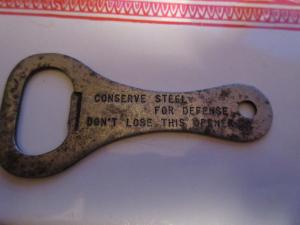 CONSERVE STEEL
FOR DEFENSE
DON'T LOSE THIS OPENER